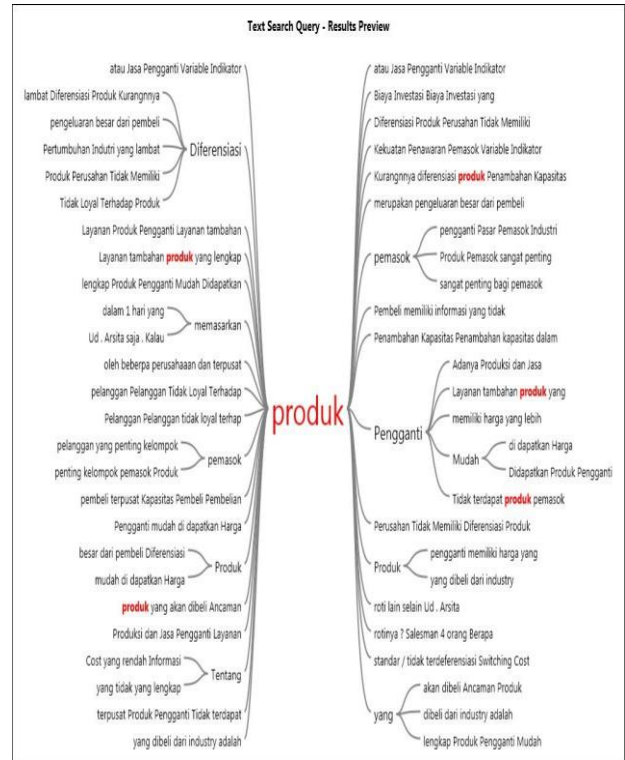 Text Search Query - Results Preview
atau Jasa Pengganti Variable Indikator
lambat Diferensiasi Produk Kurangnnya
pengeluaran besar dari pembeli
Pertumbuhan Indutri yang lambat
Produk Perusahan Tidak Memiliki
Tidak Loyal Terhadap Produk
Diferensiasi
Layanan Produk Pengganti Layanan tambahan
Layanan tambahan produk yang lengkap
lengkap Produk Pengganti Mudah Didapatkan
dalam 1 hari yang
Ud . Arsita saja . Kalau
memasarkan
oleh beberpa perusahaaan dan terpusat
pelanggan Pelanggan Tidak Loyal Terhadap
Pelanggan Pelanggan tidak loyal terhap
pelanggan yang penting kelompok
penting kelompok pemasok Produk
pemasok
pembeli terpusat Kapasitas Pembeli Pembelian
Pengganti mudah di dapatkan Harga
besar dari pembeli Diferensiasi
mudah di dapatkan Harga
Produk
produk yang akan dibeli Ancaman
Produksi dan Jasa Pengganti Layanan
Cost yang rendah Informasi
yang tidak yang lengkap
Tentang
terpusat Produk Pengganti Tidak terdapat
yang dibeli dari industry adalah
produk
atau Jasa Pengganti Variable Indikator
Biaya Investasi Biaya Investasi yang
Diferensiasi Produk Perusahan Tidak Memiliki
Kekuatan Penawaran Pemasok Variable Indikator
Kurangnnya diferensiasi produk Penambahan Kapasitas
merupakan pengeluaran besar dari pembeli
pemasok
pengganti Pasar Pemasok Industri
Produk Pemasok sangat penting
sangat penting bagi pemasok
Pembeli memiliki informasi yang tidak
Penambahan Kapasitas Penambahan kapasitas dalam
Pengganti
Adanya Produksi dan Jasa
Layanan tambahan produk yang
memiliki harga yang lebih
Mudah
di dapatkan Harga
Didapatkan Produk Pengganti
Tidak terdapat produk pemasok
Perusahan Tidak Memiliki Diferensiasi Produk
Produk
pengganti memiliki harga yang
yang dibeli dari industry
roti lain selain Ud . Arsita
rotinya ? Salesman 4 orang Berapa
standar / tidak terdeferensiasi Switching Cost
yang
akan dibeli Ancaman Produk
dibeli dari industry adalah
lengkap Produk Pengganti Mudah